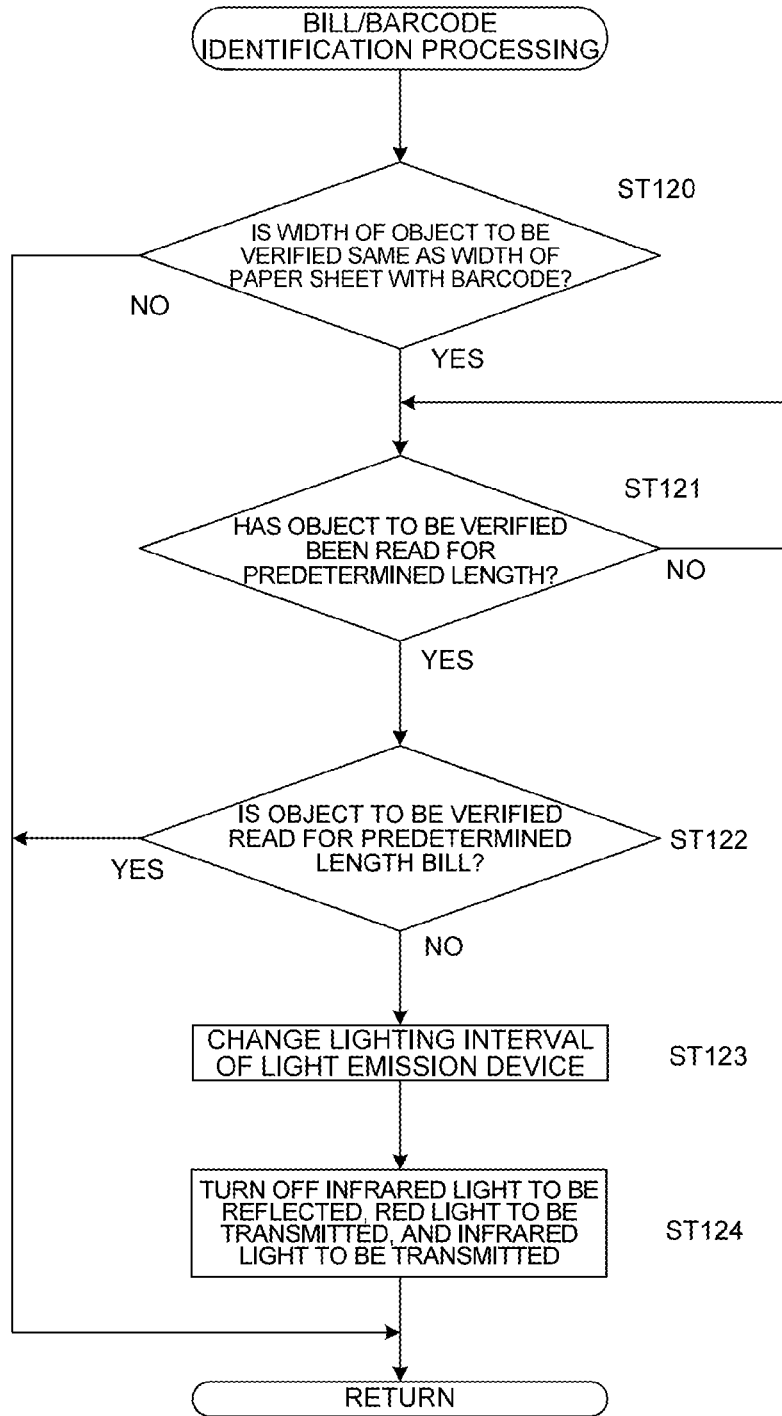 BILL/BARCODE
IDENTIFICATION PROCESSING
ST120
IS WIDTH OF OBJECT TO BE
VERIFIED SAME AS WIDTH OF
PAPER SHEET WITH BARCODE?
NO
YES
ST121
HAS OBJECT TO BE VERIFIED
BEEN READ FOR
PREDETERMINED LENGTH?
NO
YES
IS OBJECT TO BE VERIFIED
READ FOR PREDETERMINED
LENGTH BILL?
ST122
YES
NO
CHANGE LIGHTING INTERVAL
OF LIGHT EMISSION DEVICE
ST123
TURN OFF INFRARED LIGHT TO BE
REFLECTED, RED LIGHT TO BE
TRANSMITTED, AND INFRARED
LIGHT TO BE TRANSMITTED
ST124
RETURN